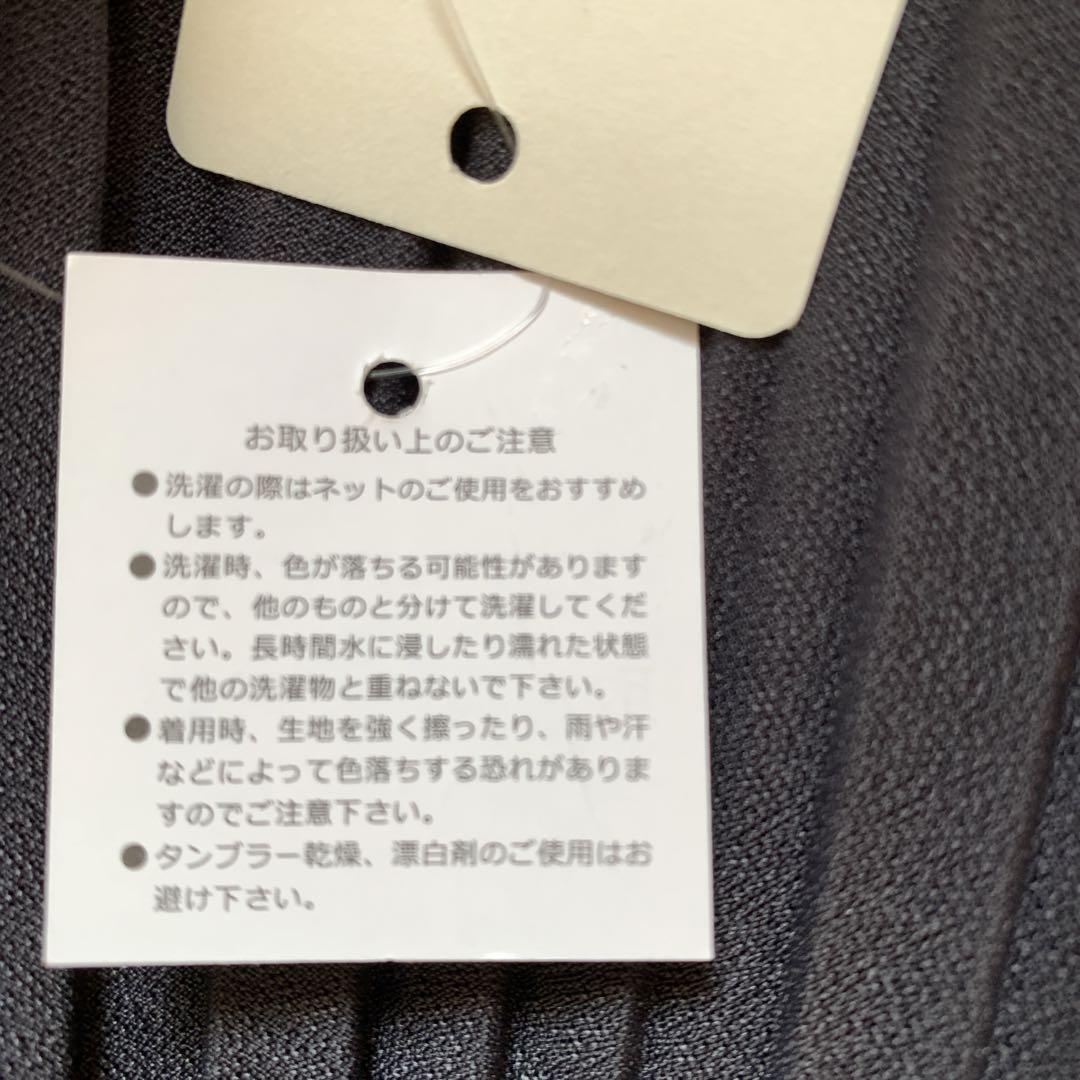 お取り扱い上のご注意
●洗濯の際はネットのご使用をおすすめ
します。
●洗濯時、色が落ちる可能性があります
ので、他のものと分けて洗濯してくだ
さい。長時間水に浸したり濡れた状態
で他の洗濯物と重ねないで下さい。
●着用時、生地を強く擦ったり、雨や汗
などによって色落ちする恐れがありま
すのでご注意下さい。
●タンブラー乾燥、漂白剤のご使用はお
避け下さい。